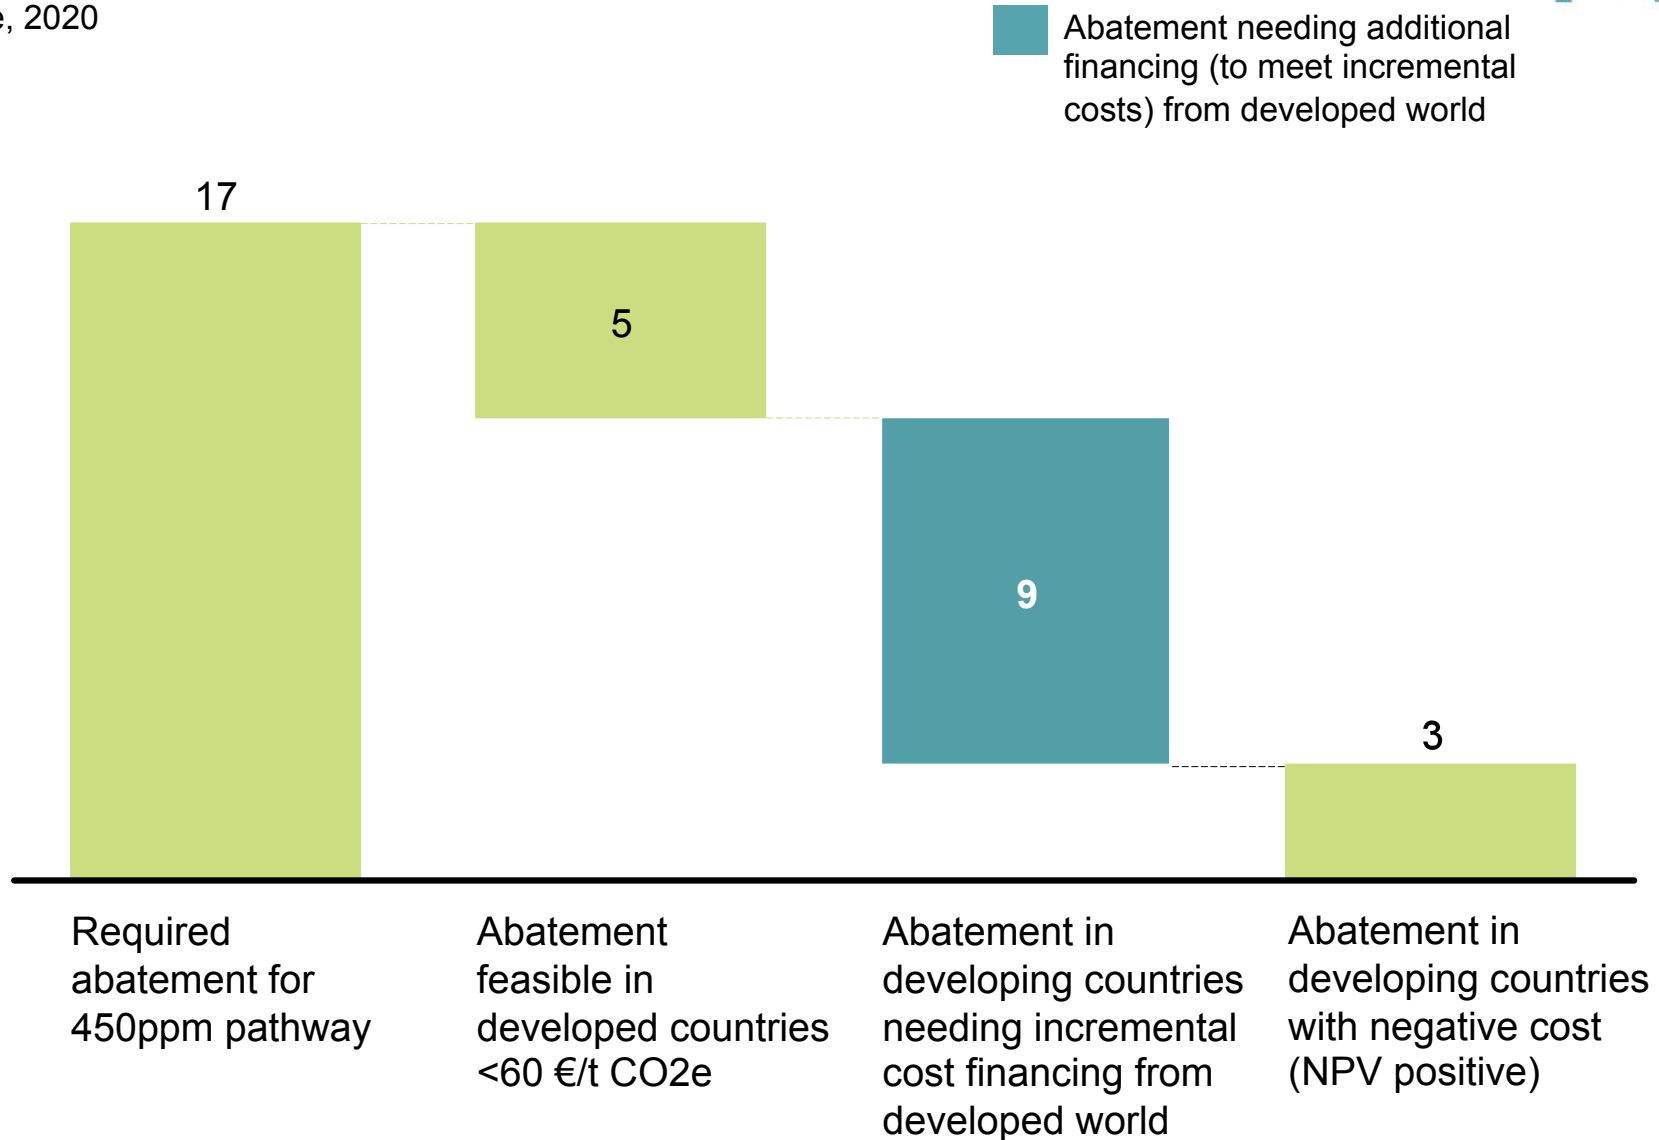 , 2020
Abatement needing additional
financing (to meet incremental
costs) from developed world
17
5
9
3
Required
abatement for
450ppm pathway
Abatement
feasible in
developed countries
<60 €/t CO2e
Abatement in
developing countries
needing incremental
cost financing from
developed world
Abatement in
developing countries
with negative cost
(NPV positive)